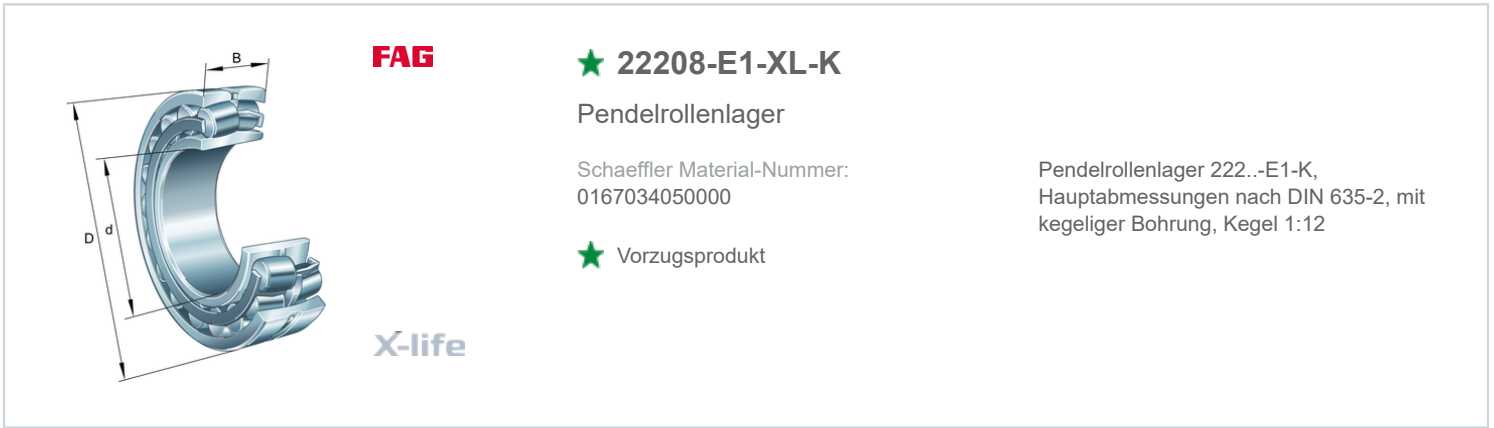 B
D
d
FAG
X-life
22208-E1-XL-K
Pendelrollenlager
Schaeffler Material-Nummer:
0167034050000
Vorzugsprodukt
Pendelrollenlager 222..-E1-K,
Hauptabmessungen nach DIN 635-2, mit
kegeliger Bohrung, Kegel 1:12